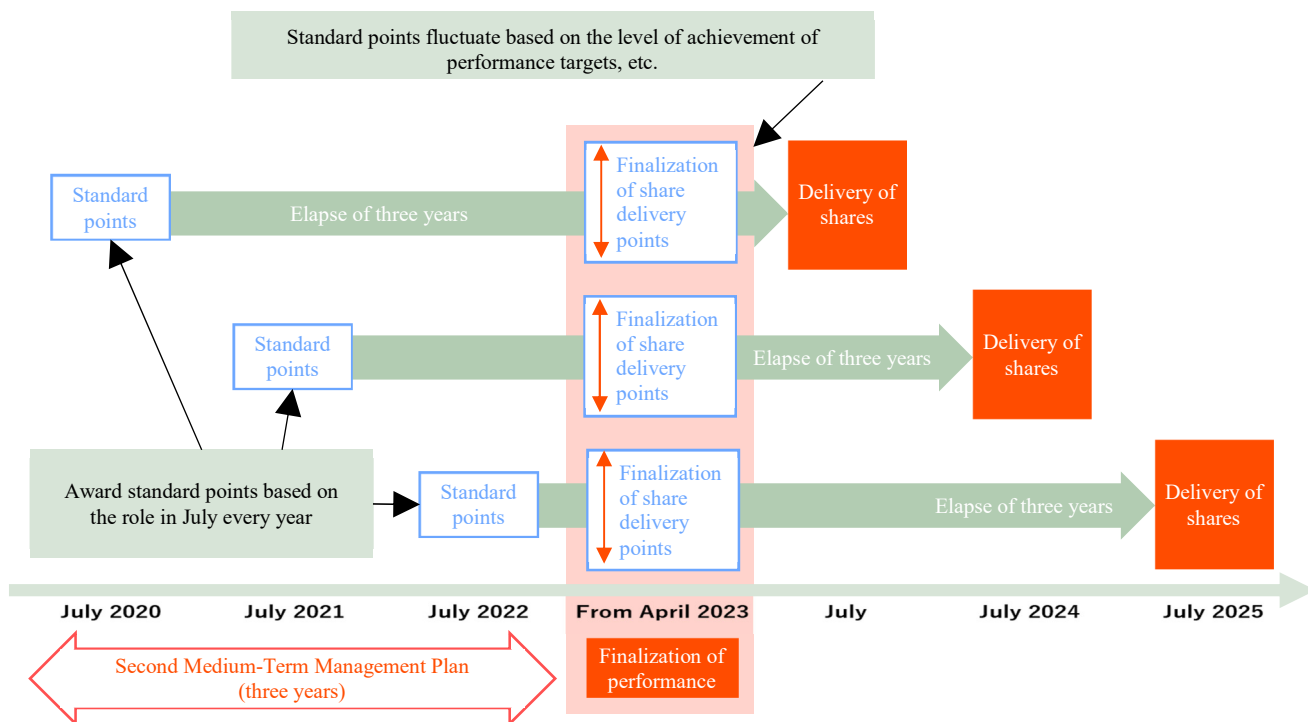 Standard points fluctuate based on the level of achievement of
performance targets, etc.
Standard
points
Elapse of three years
Finalization
of share
delivery
points
Delivery of
shares
Standard
points
Finalization
of share
delivery
points
Elapse of three years
Delivery of
shares
Award standard points based on
the role in July every year
Standard
points
Finalization
of share
delivery
points
Elapse of three years
Delivery of
shares
July 2020
July 2021
July 2022
From April 2023
July
July 2024
July 2025
Second Medium-Term Management Plan
(three years)
Finalization of
performance